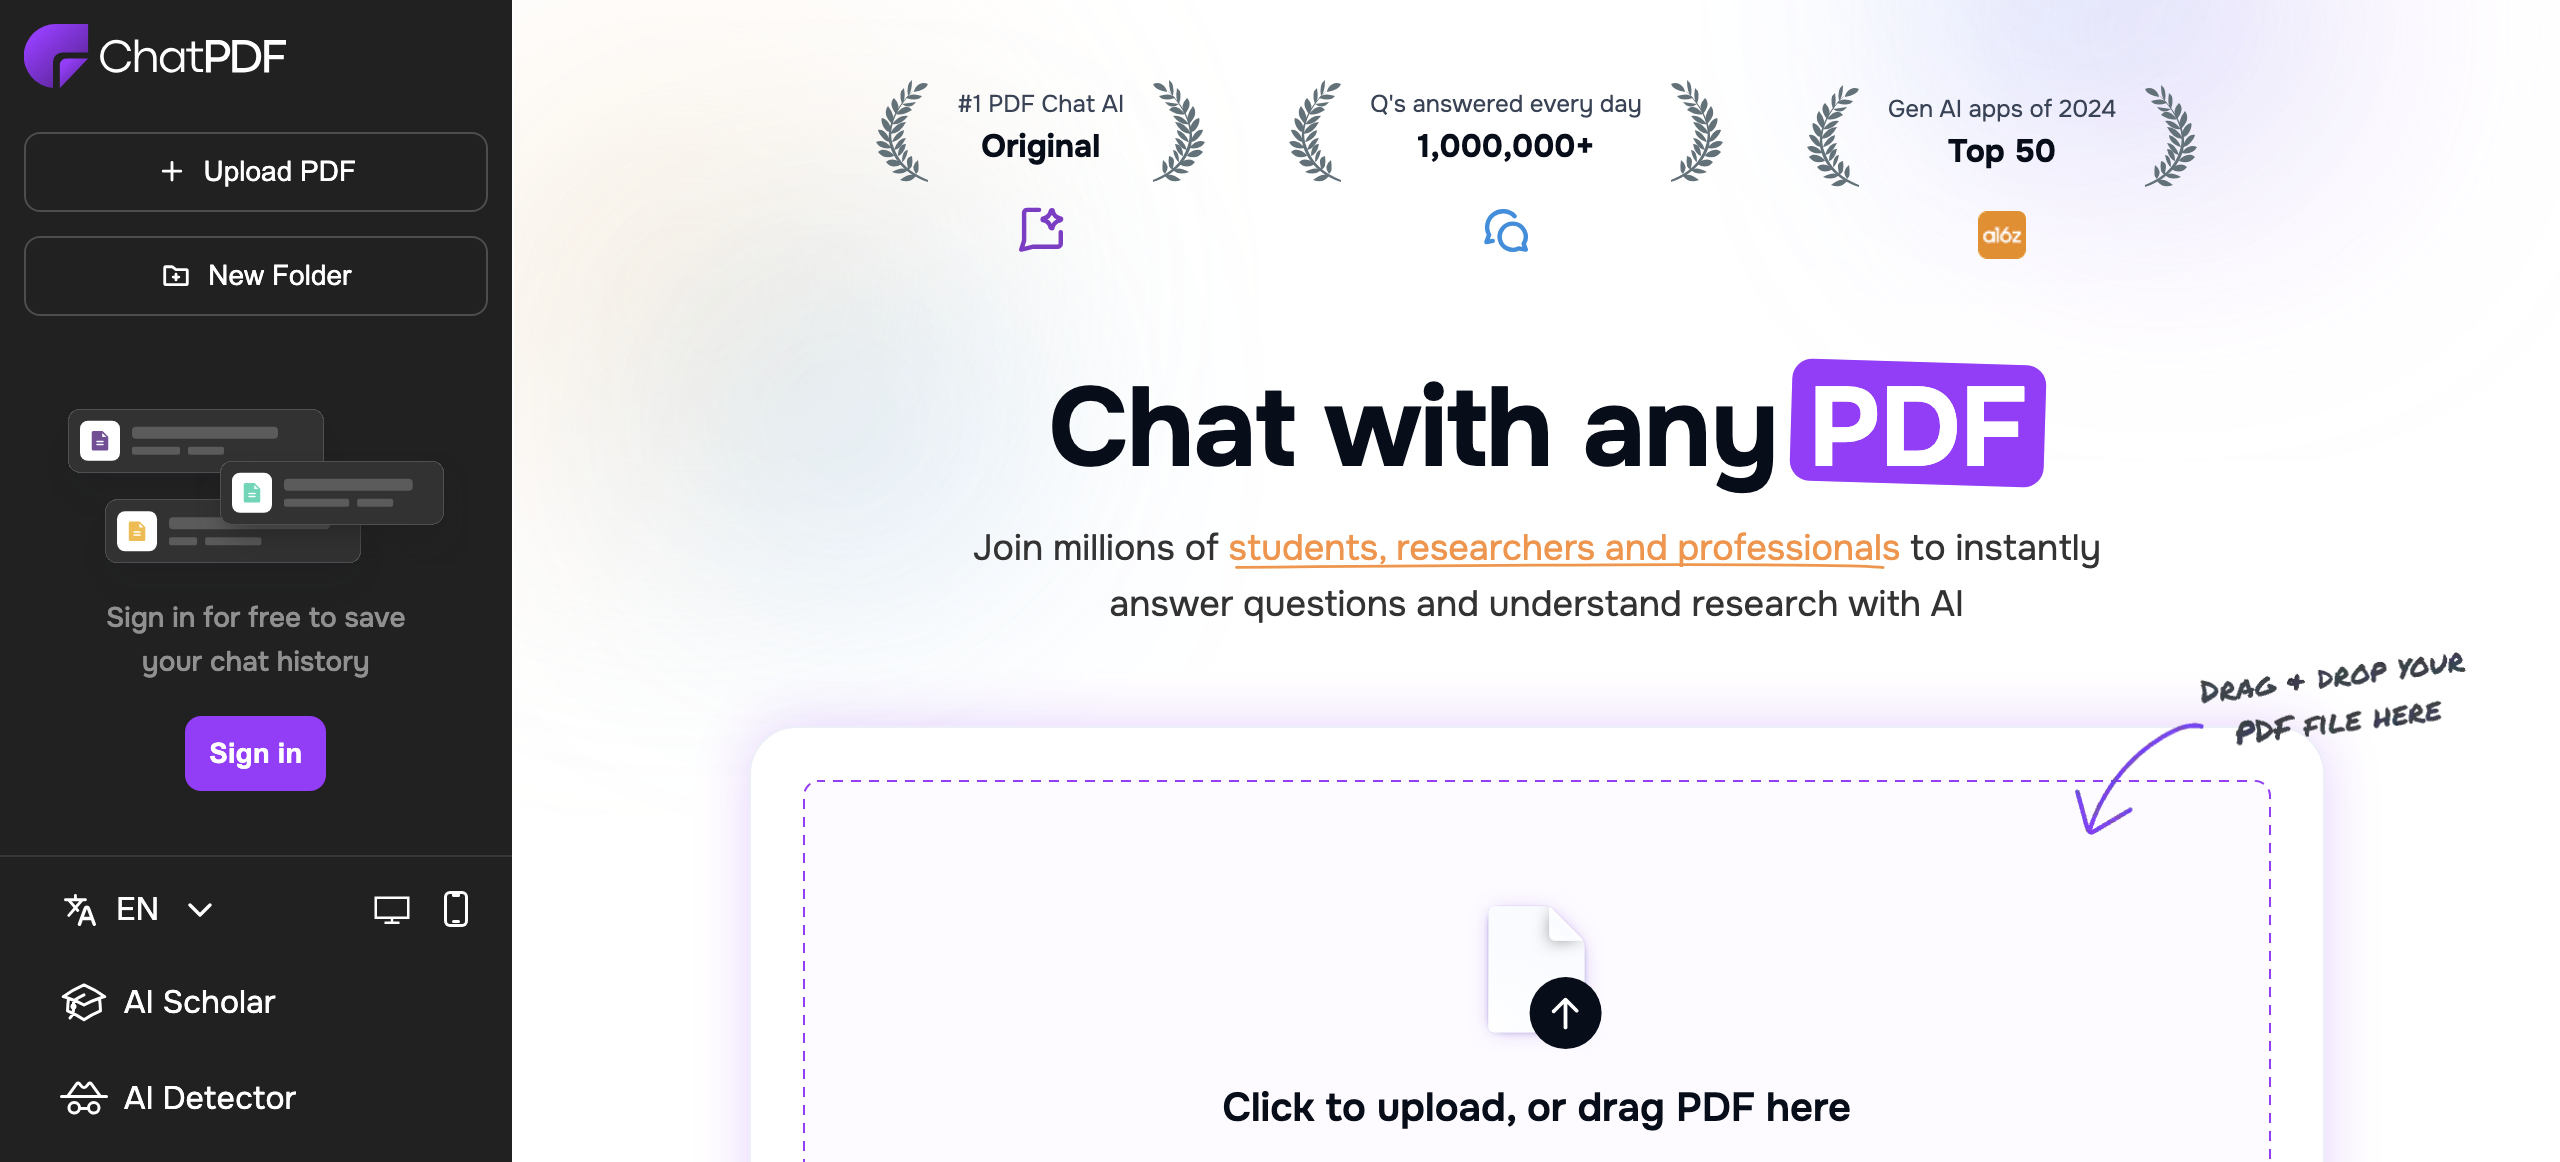 ChatPDF
Upload PDF
New Folder
Sign in for free to save
your chat history
Sign in
EN
AI Scholar
AI Detector
#1 PDF Chat AI
Original
Q's answered every day
1,000,000+
Gen AI apps of 2024
Top 50
a16z
Chat with any PDF
Join millions of students, researchers and professionals to instantly
answer questions and understand research with AI
DRAG & DROP YOUR
PDF FILE HERE
Click to upload, or drag PDF here